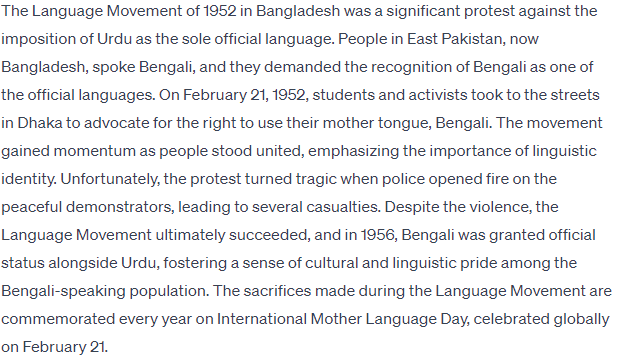 The Language Movement of 1952 in Bangladesh was a significant protest against the
imposition of Urdu as the sole official language. People in East Pakistan, now
Bangladesh, spoke Bengali, and they demanded the recognition of Bengali as one of
the official languages. On February 21, 1952, students and activists took to the streets
in Dhaka to advocate for the right to use their mother tongue, Bengali. The movement
gained momentum as people stood united, emphasizing the importance of linguistic
identity. Unfortunately, the protest turned tragic when police opened fire on the
peaceful demonstrators, leading to several casualties. Despite the violence, the
Language Movement ultimately succeeded, and in 1956, Bengali was granted official
status alongside Urdu, fostering a sense of cultural and linguistic pride among the
Bengali-speaking population. The sacrifices made during the Language Movement are
commemorated every year on International Mother Language Day, celebrated globally
on February 21.